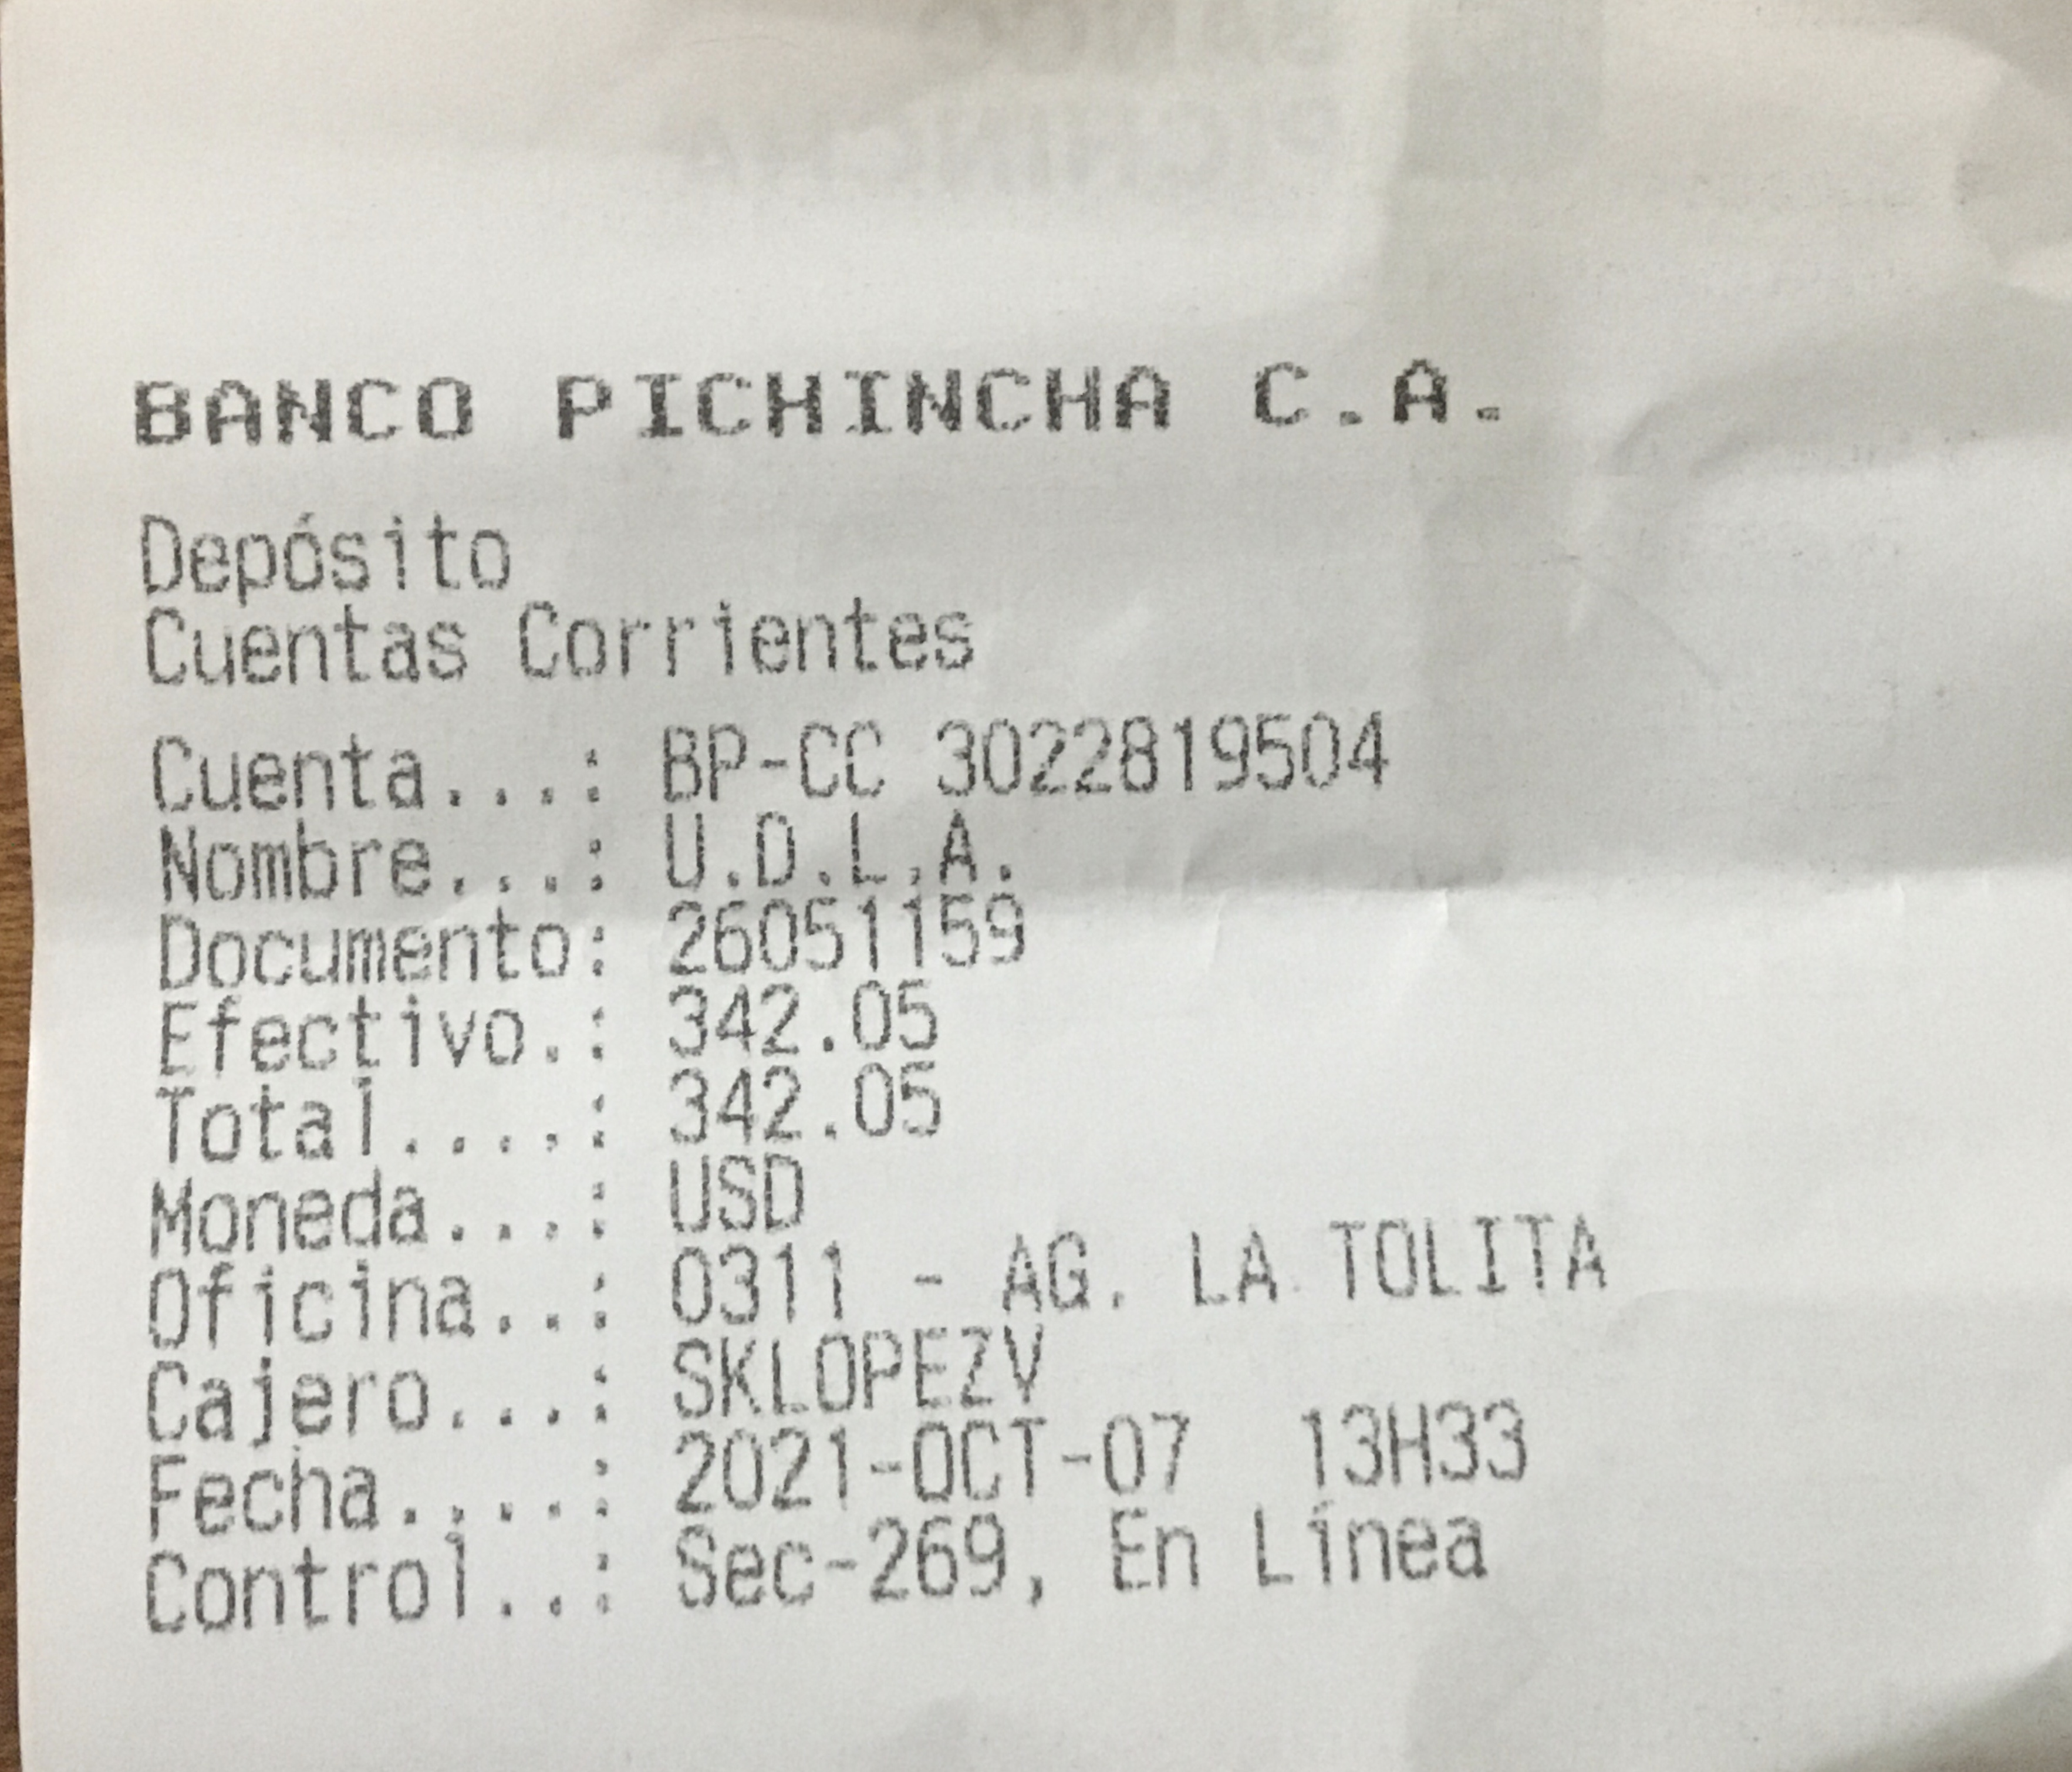 BANCO PICHINCHA C.A.
Depósito
Cuentas Corrientes
Cuenta...: BP-CC 3022819504
Nombre...: U.D.L.A.
Documento: 26051159
Efectivo.: 342.05
Total....: 342.05
Moneda...: USD
Oficina..: 0311 - AG. LA TOLITA
Cajero...: SKLOPEZV
Fecha....: 2021-OCT-07 13H33
Control..: Sec-269, En Línea